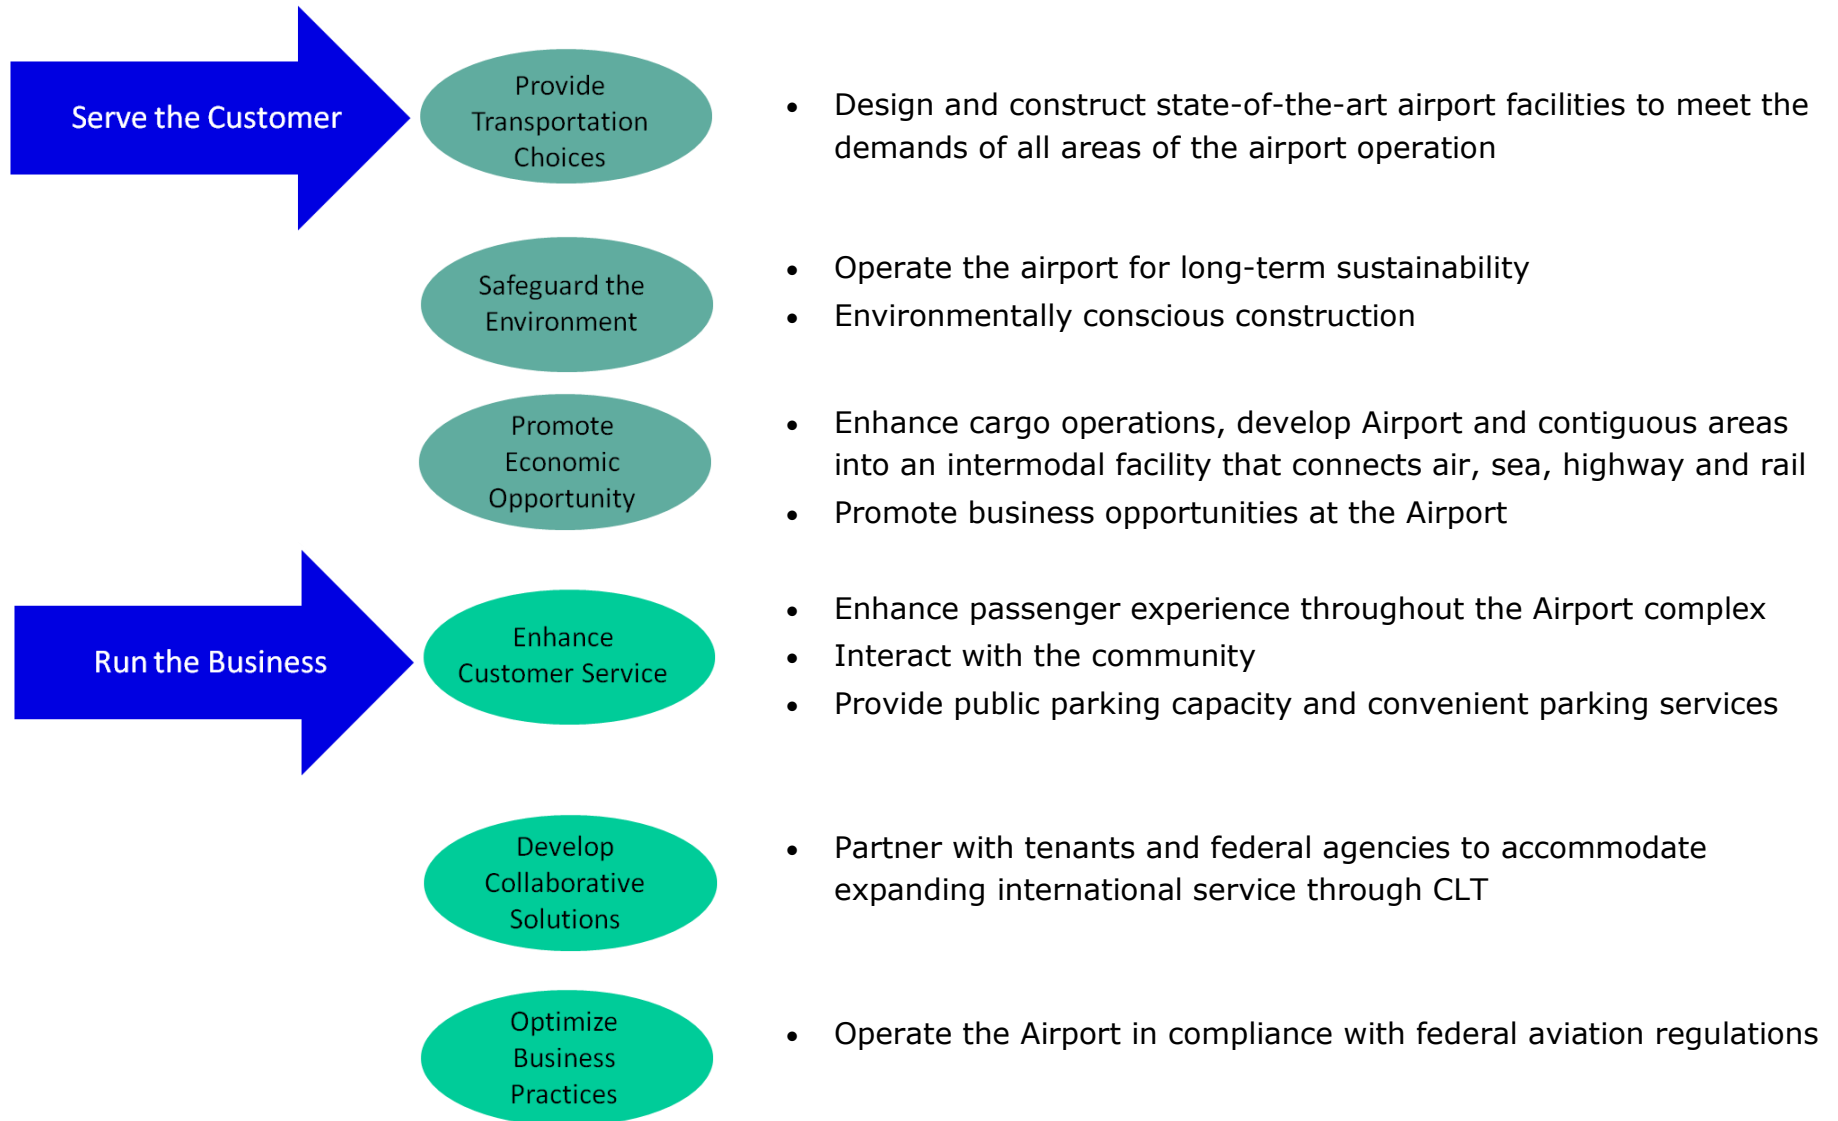 Serve the Customer
Provide
Transportation
Choices
• Design and construct state-of-the-art airport facilities to meet the
demands of all areas of the airport operation
Safeguard the
Environment
• Operate the airport for long-term sustainability
• Environmentally conscious construction
Promote
Economic
Opportunity
• Enhance cargo operations, develop Airport and contiguous areas
into an intermodal facility that connects air, sea, highway and rail
• Promote business opportunities at the Airport
Run the Business
Enhance
Customer Service
• Enhance passenger experience throughout the Airport complex
• Interact with the community
• Provide public parking capacity and convenient parking services
Develop
Collaborative
Solutions
• Partner with tenants and federal agencies to accommodate
expanding international service through CLT
Optimize
Business
Practices
• Operate the Airport in compliance with federal aviation regulations